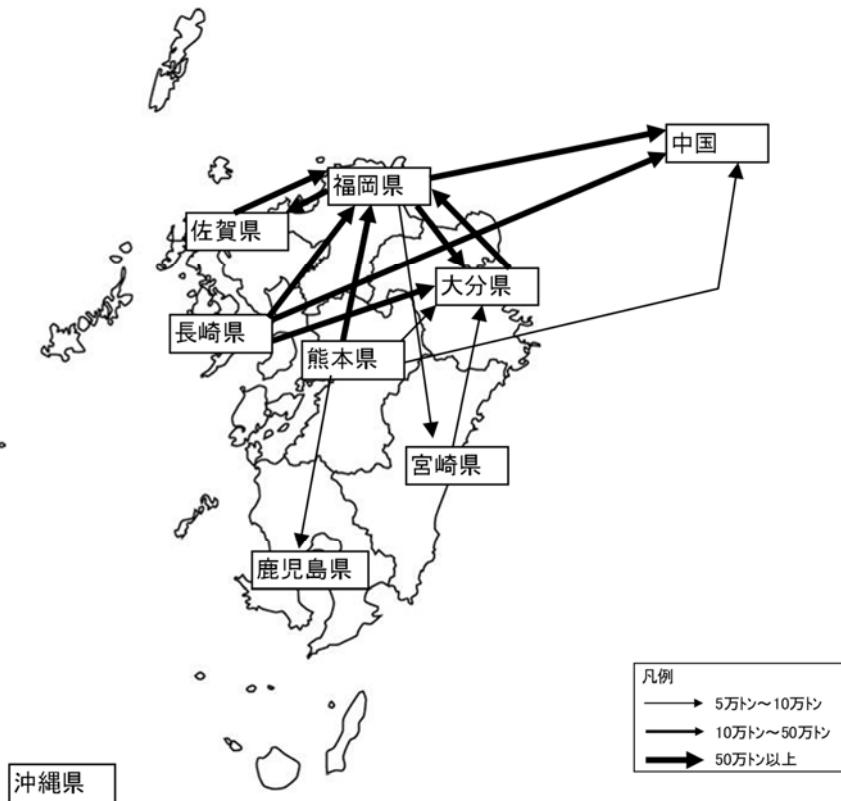 中国
福岡県
佐賀県
大分県
長崎県
熊本県
宮崎県
鹿児島県
凡例
5万トン～10万トン
10万トン～50万トン
50万トン以上
沖縄県